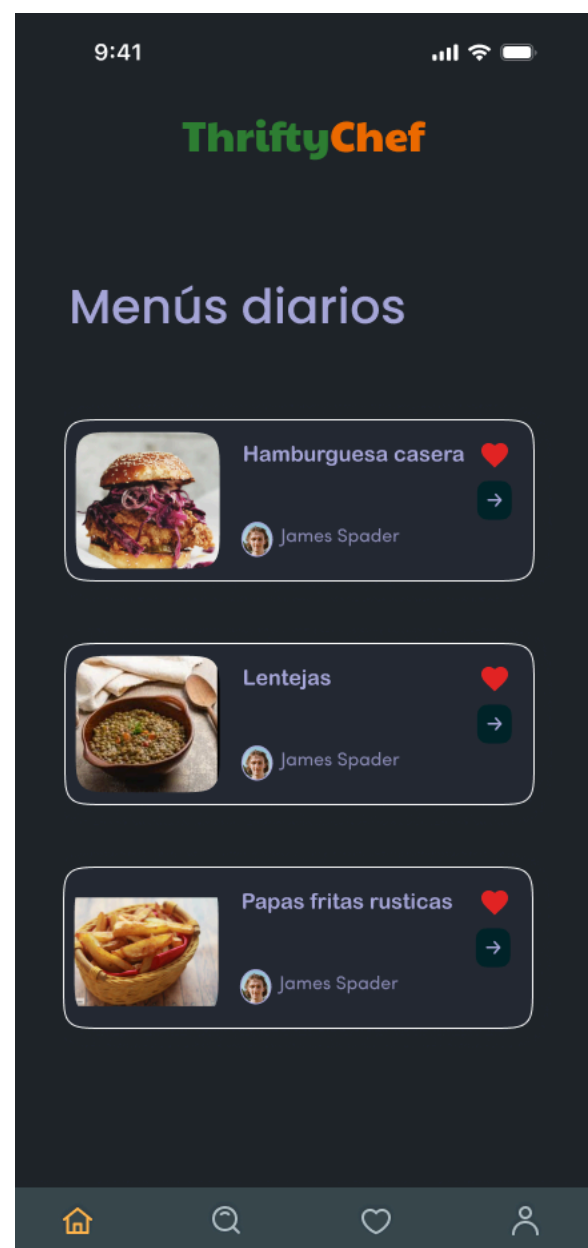 9:41
ThriftyChef
Menús diarios
Hamburguesa casera
James Spader
Lentejas
James Spader
Papas fritas rusticas
James Spader